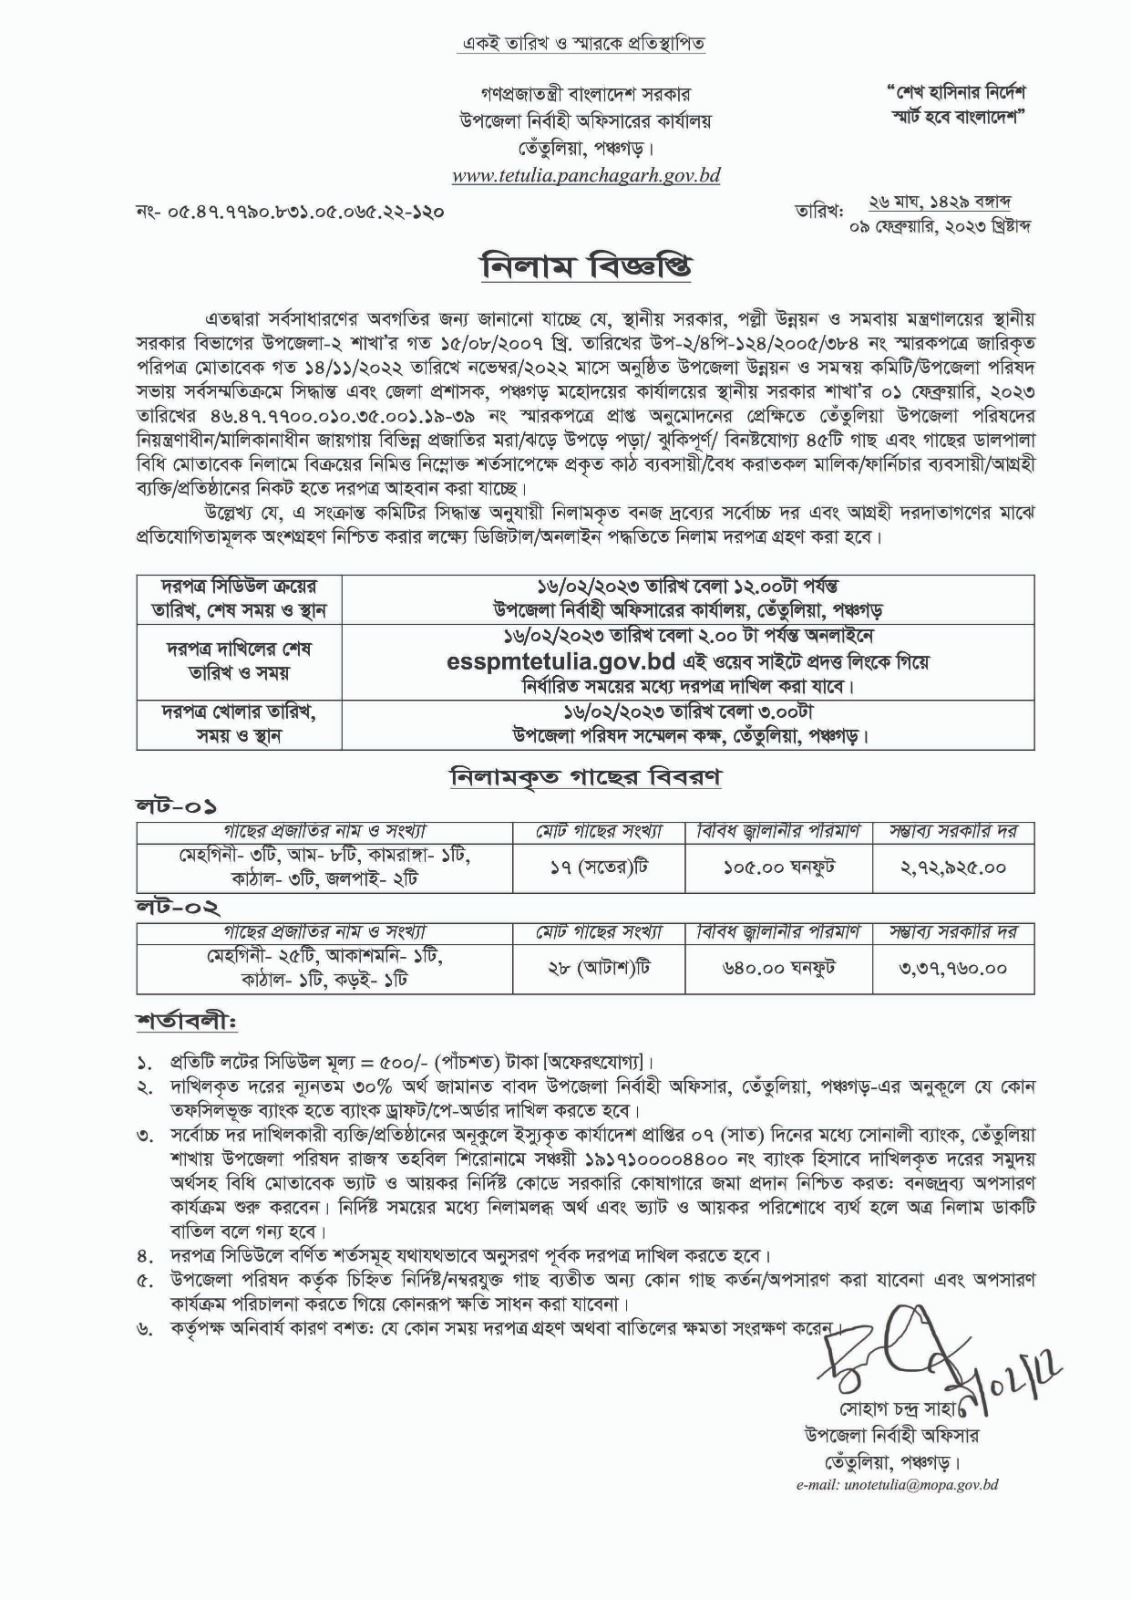 একই তারিখ ও স্মারকে প্রতিস্থাপিত
গণপ্রজাতন্ত্রী বাংলাদেশ সরকার
উপজেলা নির্বাহী অফিসারের কার্যালয়
তেঁতুলিয়া, পঞ্চগড়।
www.tetulia.panchagarh.gov.bd
“শেখ হাসিনার নির্দেশ
স্মার্ট হবে বাংলাদেশ”
নং- ০৫.৪৭.৭৭৯০.৮৩১.০৫.০৬৫.২২-১২০
তারিখ: ২৬ মাঘ, ১৪২৯ বঙ্গাব্দ
০৯ ফেব্রুয়ারি, ২০২৩ খ্রিষ্টাব্দ
নিলাম বিজ্ঞপ্তি
এতদ্বারা সর্বসাধারণের অবগতির জন্য জানানো যাচ্ছে যে, স্থানীয় সরকার, পল্লী উন্নয়ন ও সমবায় মন্ত্রণালয়ের স্থানীয়
সরকার বিভাগের উপজেলা-২ শাখা’র গত ১৫/০৮/২০০৭ খ্রি. তারিখের উপ-২/৪পি-১২৪/২০০৫/৩৮৪ নং স্মারকপত্রে জারিকৃত
পরিপত্র মোতাবেক গত ১৪/১১/২০২২ তারিখে নভেম্বর/২০২২ মাসে অনুষ্ঠিত উপজেলা উন্নয়ন ও সমন্বয় কমিটি/উপজেলা পরিষদ
সভায় সর্বসম্মতিক্রমে সিদ্ধান্ত এবং জেলা প্রশাসক, পঞ্চগড় মহোদয়ের কার্যালয়ের স্থানীয় সরকার শাখা’র ০১ ফেব্রুয়ারি, ২০২৩
তারিখের ৪৬.৪৭.৭৭০০.০১০.৩৫.০০১.১৯-৩৯ নং স্মারকপত্রে প্রাপ্ত অনুমোদনের প্রেক্ষিতে তেঁতুলিয়া উপজেলা পরিষদের
নিয়ন্ত্রণাধীন/মালিকানাধীন জায়গায় বিভিন্ন প্রজাতির মরা/ঝড়ে উপড়ে পড়া/ ঝুকিপূর্ণ/ বিনষ্টযোগ্য ৪৫টি গাছ এবং গাছের ডালপালা
বিধি মোতাবেক নিলামে বিক্রয়ের নিমিত্ত নিম্নোক্ত শর্তসাপেক্ষে প্রকৃত কাঠ ব্যবসায়ী/বৈধ করাতকল মালিক/ফার্নিচার ব্যবসায়ী/আগ্রহী
ব্যক্তি/প্রতিষ্ঠানের নিকট হতে দরপত্র আহবান করা যাচ্ছে।
উল্লেখ্য যে, এ সংক্রান্ত কমিটির সিদ্ধান্ত অনুযায়ী নিলামকৃত বনজ দ্রব্যের সর্বোচ্চ দর এবং আগ্রহী দরদাতাগণের মাঝে
প্রতিযোগিতামূলক অংশগ্রহণ নিশ্চিত করার লক্ষ্যে ডিজিটাল/অনলাইন পদ্ধতিতে নিলাম দরপত্র গ্রহণ করা হবে।
দরপত্র সিডিউল ক্রয়ের
তারিখ, শেষ সময় ও স্থান
১৬/০২/২০২৩ তারিখ বেলা ১২.০০টা পর্যন্ত
উপজেলা নির্বাহী অফিসারের কার্যালয়, তেঁতুলিয়া, পঞ্চগড়
দরপত্র দাখিলের শেষ
তারিখ ও সময়
১৬/০২/২০২৩ তারিখ বেলা ২.০০ টা পর্যন্ত অনলাইনে
esspmtetulia.gov.bd এই ওয়েব সাইটে প্রদত্ত লিংকে গিয়ে
নির্ধারিত সময়ের মধ্যে দরপত্র দাখিল করা যাবে।
দরপত্র খোলার তারিখ,
সময় ও স্থান
১৬/০২/২০২৩ তারিখ বেলা ৩.০০টা
উপজেলা পরিষদ সম্মেলন কক্ষ, তেঁতুলিয়া, পঞ্চগড়।
নিলামকৃত গাছের বিবরণ
লট-০১
গাছের প্রজাতির নাম ও সংখ্যা মোট গাছের সংখ্যা বিবিধ জ্বালানীর পরিমাণ সম্ভাব্য সরকারি দর
মেহগিনী- ৩টি, আম- ৮টি, কামরাঙ্গা- ১টি,
কাঠাল- ৩টি, জলপাই- ২টি
১৭ (সতের)টি ১০৫.০০ ঘনফুট ২,৭২,৯২৫.০০
লট-০২
গাছের প্রজাতির নাম ও সংখ্যা মোট গাছের সংখ্যা বিবিধ জ্বালানীর পরিমাণ সম্ভাব্য সরকারি দর
মেহগিনী- ২৫টি, আকাশমনি- ১টি,
কাঠাল- ১টি, কড়ই- ১টি
২৮ (আটাশ)টি ৬৪০.০০ ঘনফুট ৩,৩৭,৭৬০.০০
শর্তাবলী:
১. প্রতিটি লটের সিডিউল মূল্য = ৫০০/- (পাঁচশত) টাকা [অফেরৎযোগ্য]।
২. দাখিলকৃত দরের ন্যূনতম ৩০% অর্থ জামানত বাবদ উপজেলা নির্বাহী অফিসার, তেঁতুলিয়া, পঞ্চগড়-এর অনুকূলে যে কোন
তফসিলভূক্ত ব্যাংক হতে ব্যাংক ড্রাফট/পে-অর্ডার দাখিল করতে হবে।
৩. সর্বোচ্চ দর দাখিলকারী ব্যক্তি/প্রতিষ্ঠানের অনুকূলে ইস্যুকৃত কার্যাদেশ প্রাপ্তির ০৭ (সাত) দিনের মধ্যে সোনালী ব্যাংক, তেঁতুলিয়া
শাখায় উপজেলা পরিষদ রাজস্ব তহবিল শিরোনামে সঞ্চয়ী ১৯১৭১০০০০৪৪০০ নং ব্যাংক হিসাবে দাখিলকৃত দরের সমুদয়
অর্থসহ বিধি মোতাবেক ভ্যাট ও আয়কর নির্দিষ্ট কোডে সরকারি কোষাগারে জমা প্রদান নিশ্চিত করত: বনজদ্রব্য অপসারণ
কার্যক্রম শুরু করবেন। নির্দিষ্ট সময়ের মধ্যে নিলামলব্ধ অর্থ এবং ভ্যাট ও আয়কর পরিশোধে ব্যর্থ হলে অত্র নিলাম ডাকটি
বাতিল বলে গন্য হবে।
৪. দরপত্র সিডিউলে বর্ণিত শর্তসমূহ যথাযথভাবে অনুসরণ পূর্বক দরপত্র দাখিল করতে হবে।
৫. উপজেলা পরিষদ কর্তৃক চিহ্নিত নির্দিষ্ট/নম্বরযুক্ত গাছ ব্যতীত অন্য কোন গাছ কর্তন/অপসারণ করা যাবেনা এবং অপসারণ
কার্যক্রম পরিচালনা করতে গিয়ে কোনরূপ ক্ষতি সাধন করা যাবেনা।
৬. কর্তৃপক্ষ অনিবার্য কারণ বশত: যে কোন সময় দরপত্র গ্রহণ অথবা বাতিলের ক্ষমতা সংরক্ষণ করেন।
সোহাগ চন্দ্র সাহা
উপজেলা নির্বাহী অফিসার
তেঁতুলিয়া, পঞ্চগড়।
e-mail: unotetulia@mopa.gov.bd